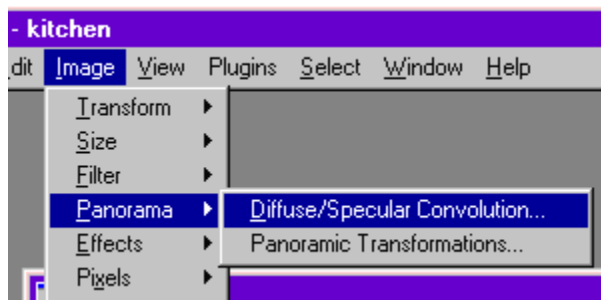 - kitchen
dit Image View Plugins Select Window Help
Transform
Size
Filter
Panorama
Diffuse/Specular Convolution...
Effects
Panoramic Transformations...
Pixels